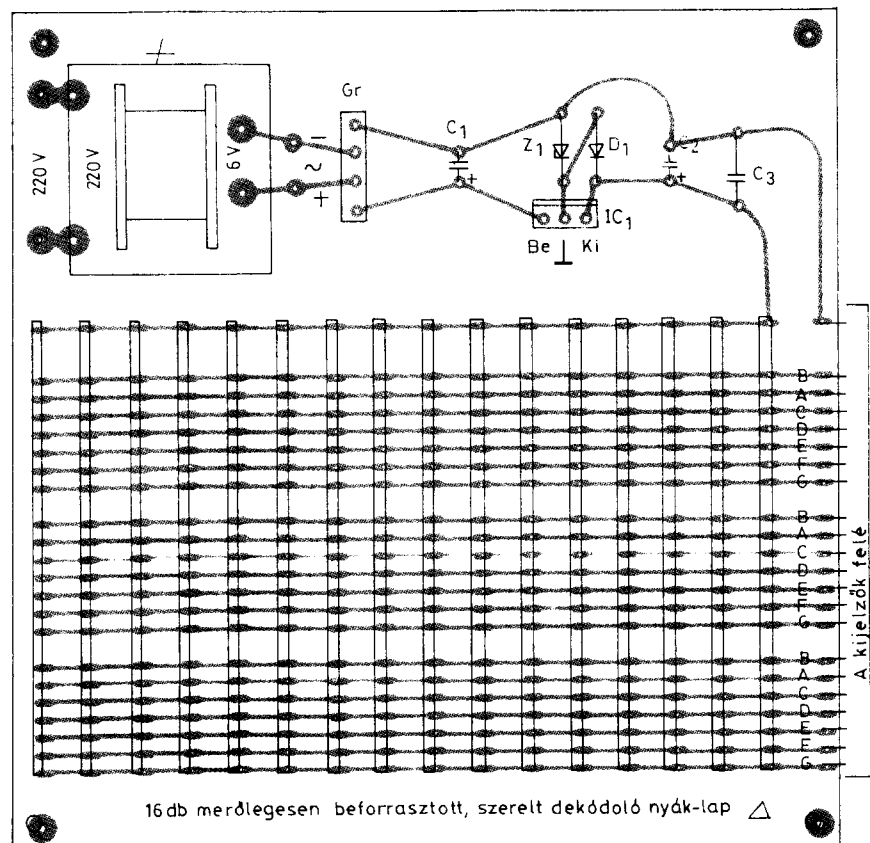 220 V
220 V
6 V
−
~
+
Gr
C1
+
Z1
D1
C2
+
C3
IC1
Be
Ki
B
A
C
D
E
F
G
B
A
C
D
E
F
G
B
A
C
D
E
F
G
A kijelzők felé
16 db merőlegesen beforrasztott, szerelt dekódoló nyák-lap